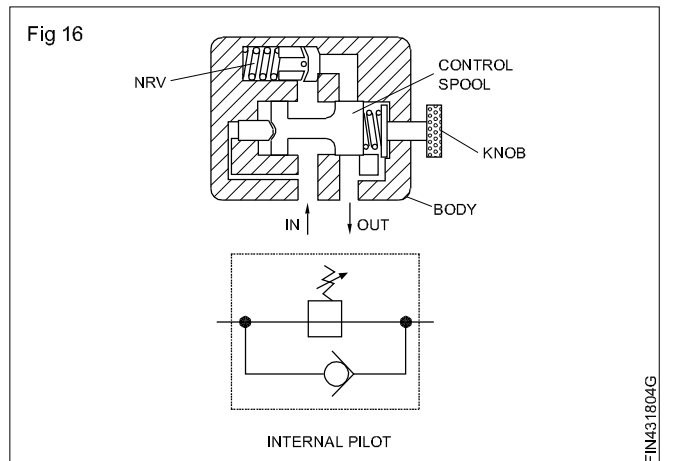 Fig 16
NRV
CONTROL
SPOOL
KNOB
BODY
IN
OUT
INTERNAL PILOT
FIN431804G